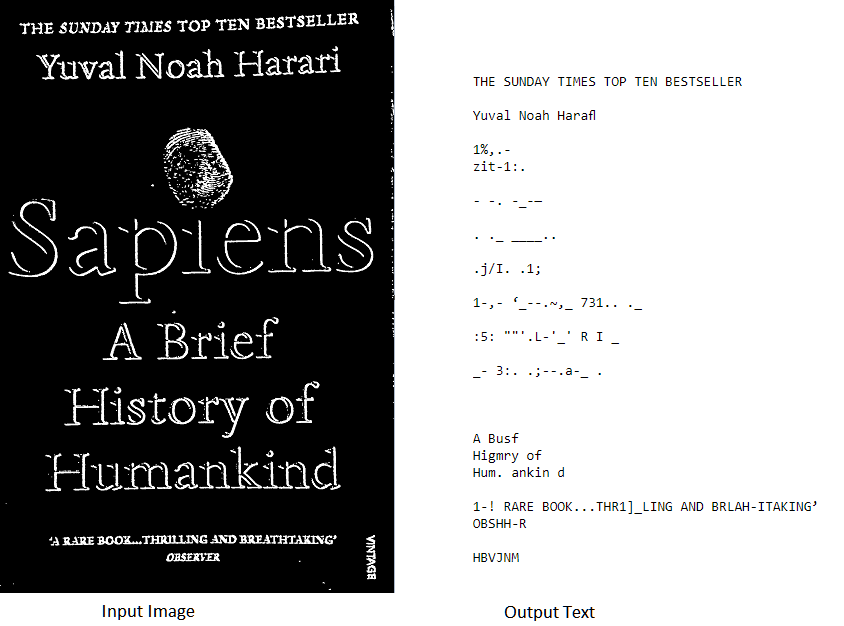 THE SUNDAY TIMES TOP TEN BESTSELLER
Yuval Noah Harari
Sapiens
A Brief
History of
Humankind
'A RARE BOOK...THRILLING AND BREATHTAKING'
OBSERVER
VINTAGE
Input Image
THE SUNDAY TIMES TOP TEN BESTSELLER
Yuval Noah Harafl
1%,.-
zit-1:.
- -. -_-—
. ._ ____..
.j/I. .1;
1-,- ‘_--.~,_ 731.. ._
:5: ""'.L-'_' R I _
_- 3:. .;--.a-_ .
A Busf
Higmry of
Hum. ankin d
1-! RARE BOOK...THR1]_LING AND BRLAH-ITAKING’
OBSHH-R
HBVJNM
Output Text